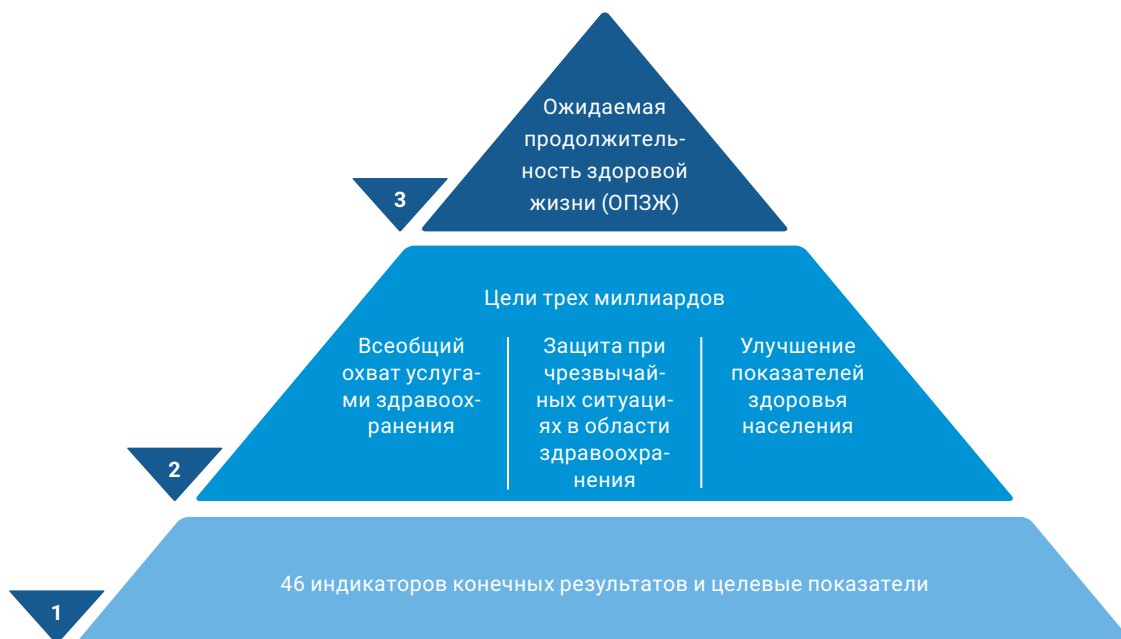 Ожидаемая
продолжитель-
ность здоровой
жизни (ОПЗЖ)
3
Цели трех миллиардов
Всеобщий
охват услуга-
ми здравоох-
ранения
Защита при
чрезвычай-
ных ситуаци-
ях в области
здравоохра-
нения
Улучшение
показателей
здоровья
населения
2
46 индикаторов конечных результатов и целевые показатели
1